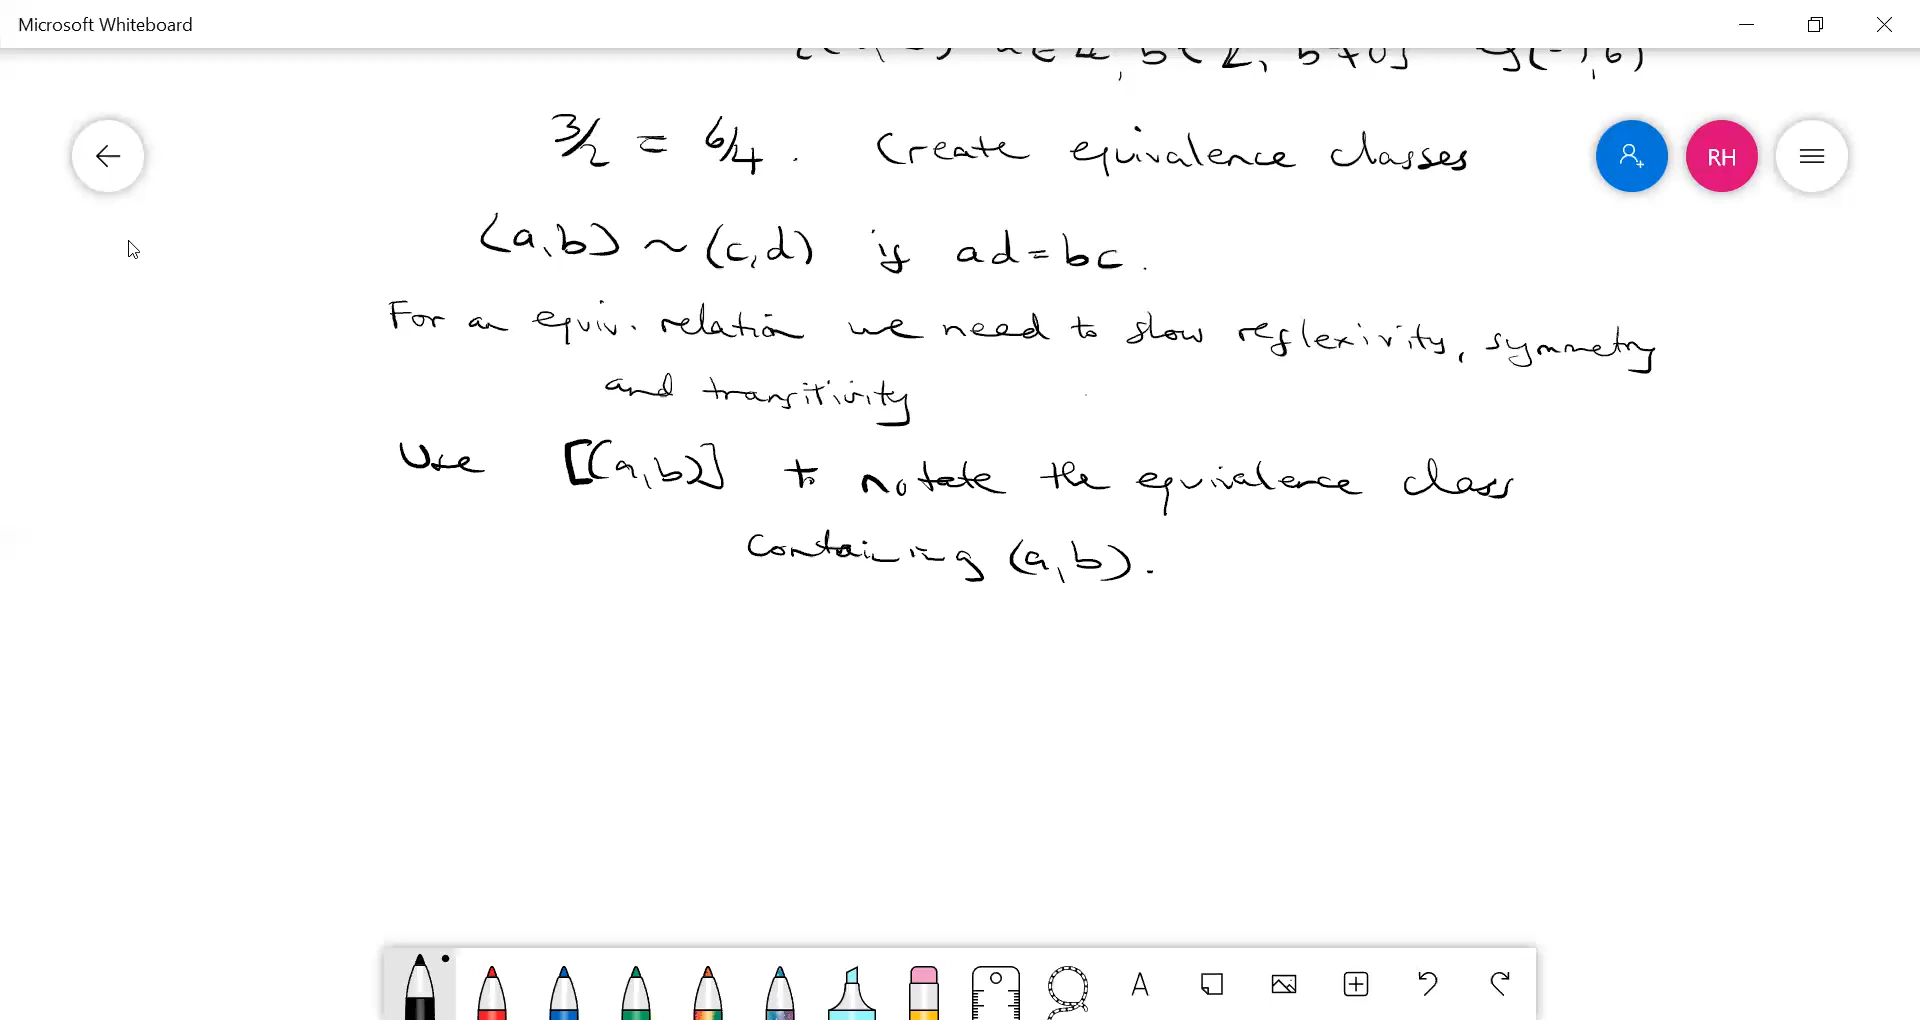 Microsoft Whiteboard
a ∈ Z, b ∈ Z, b ≠ 0}
3/2 = 6/4. Create equivalence classes
RH
(a,b) ~ (c,d) if ad = bc.
For an equiv. relation we need to show reflexivity, symmetry
and transitivity
Use [(a,b)] to notate the equivalence class
containing (a,b).
A